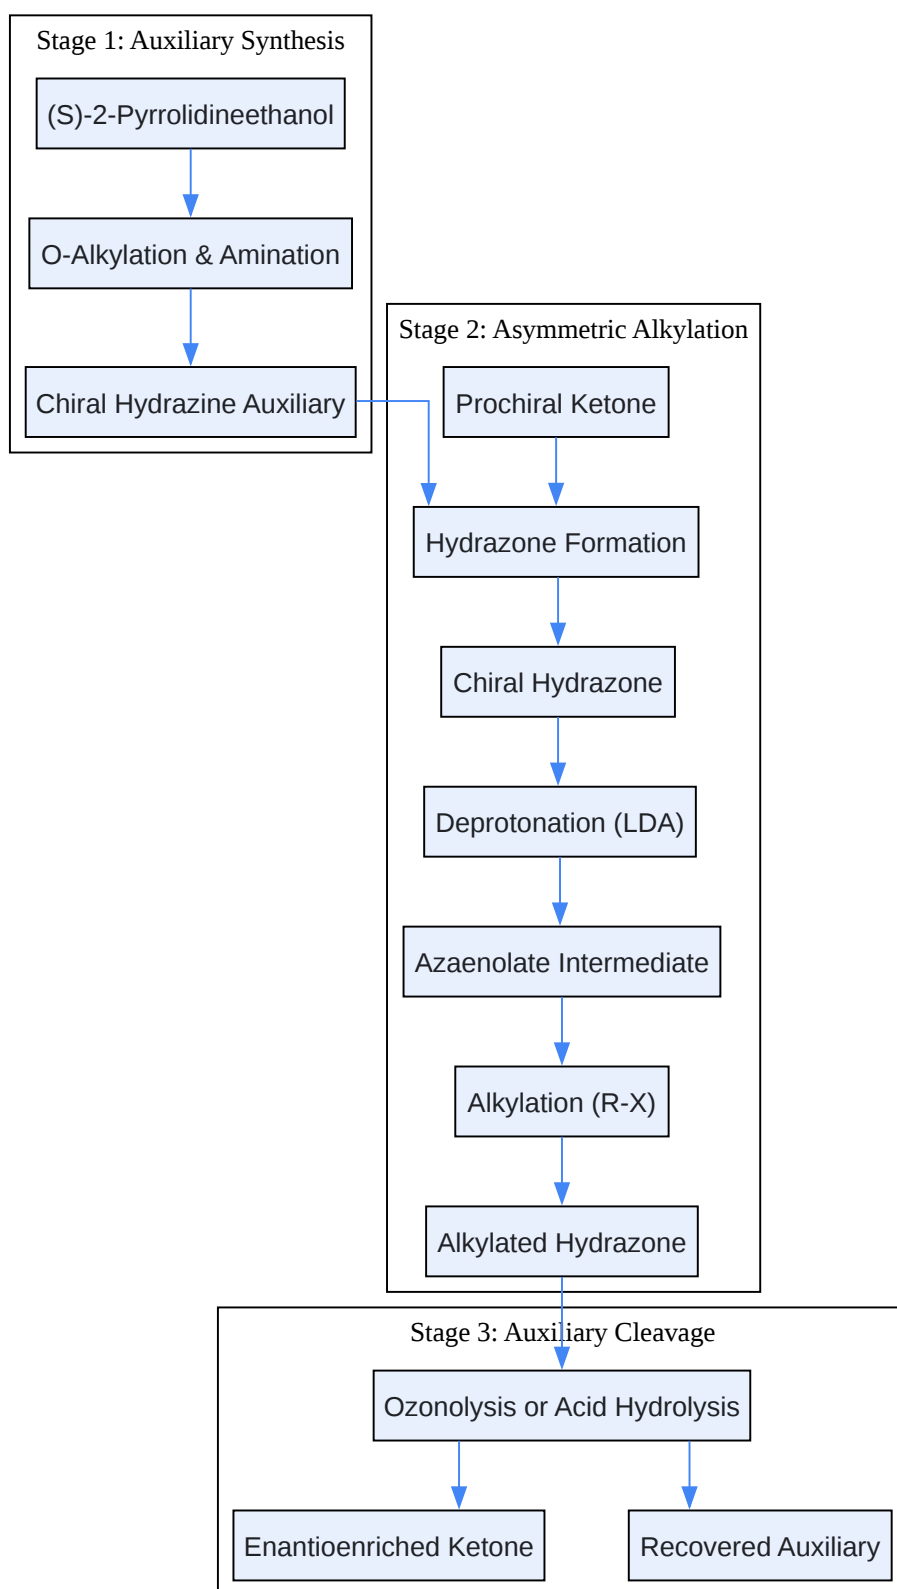 Stage 1: Auxiliary Synthesis
(S)-2-Pyrrolidineethanol
O-Alkylation & Amination
Chiral Hydrazine Auxiliary
Stage 2: Asymmetric Alkylation
Prochiral Ketone
Hydrazone Formation
Chiral Hydrazone
Deprotonation (LDA)
Azaenolate Intermediate
Alkylation (R-X)
Alkylated Hydrazone
Stage 3: Auxiliary Cleavage
Ozonolysis or Acid Hydrolysis
Enantioenriched Ketone
Recovered Auxiliary